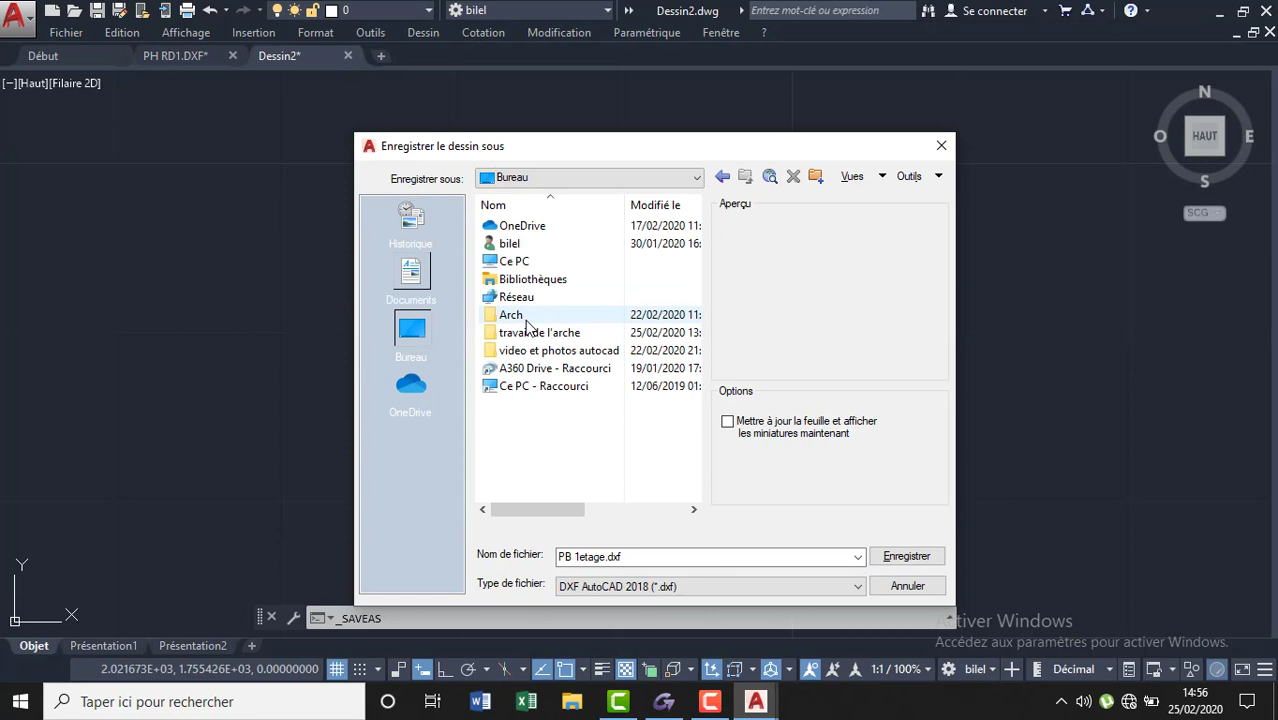 0
bilel
Dessin2.dwg
Entrez mot-clé ou expression
Se connecter
Fichier Edition Affichage Insertion Format Outils Dessin Cotation Modification Paramétrique Fenêtre ?
Début PH RD1.DXF* Dessin2*
[−][Haut][Filaire 2D]
N
O HAUT E
S
SCG
Enregistrer le dessin sous
Enregistrer sous: Bureau Vues Outils
Nom Modifié le
Aperçu
OneDrive 17/02/2020 11:
bilel 30/01/2020 16:
Ce PC
Bibliothèques
Réseau
Arch 22/02/2020 11:
travail de l'arche 25/02/2020 13:
video et photos autocad 22/02/2020 21:
A360 Drive - Raccourci 19/01/2020 17:
Ce PC - Raccourci 12/06/2019 01:
Historique
Documents
Bureau
OneDrive
Options
Mettre à jour la feuille et afficher
les miniatures maintenant
Nom de fichier: PB 1etage.dxf Enregistrer
Type de fichier: DXF AutoCAD 2018 (*.dxf) Annuler
Y
X
_SAVEAS
Activer Windows
Accédez aux paramètres pour activer Windows.
Objet Présentation1 Présentation2
2.021673E+03, 1.755426E+03, 0.00000000
1:1 / 100%
bilel
Décimal
Taper ici pour rechercher
14:56
25/02/2020